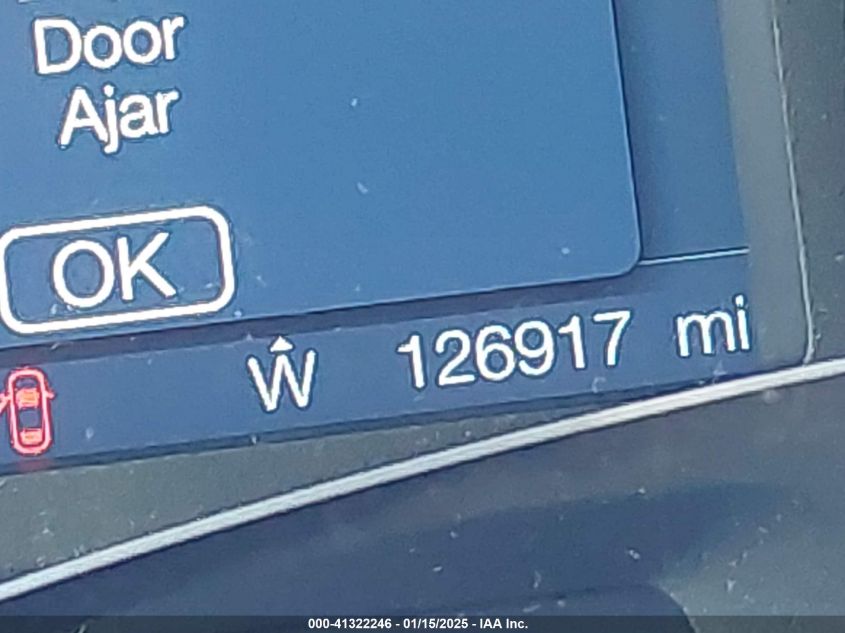 Door
Ajar
OK
W 126917 mi
000-41322246 - 01/15/2025 - IAA Inc.